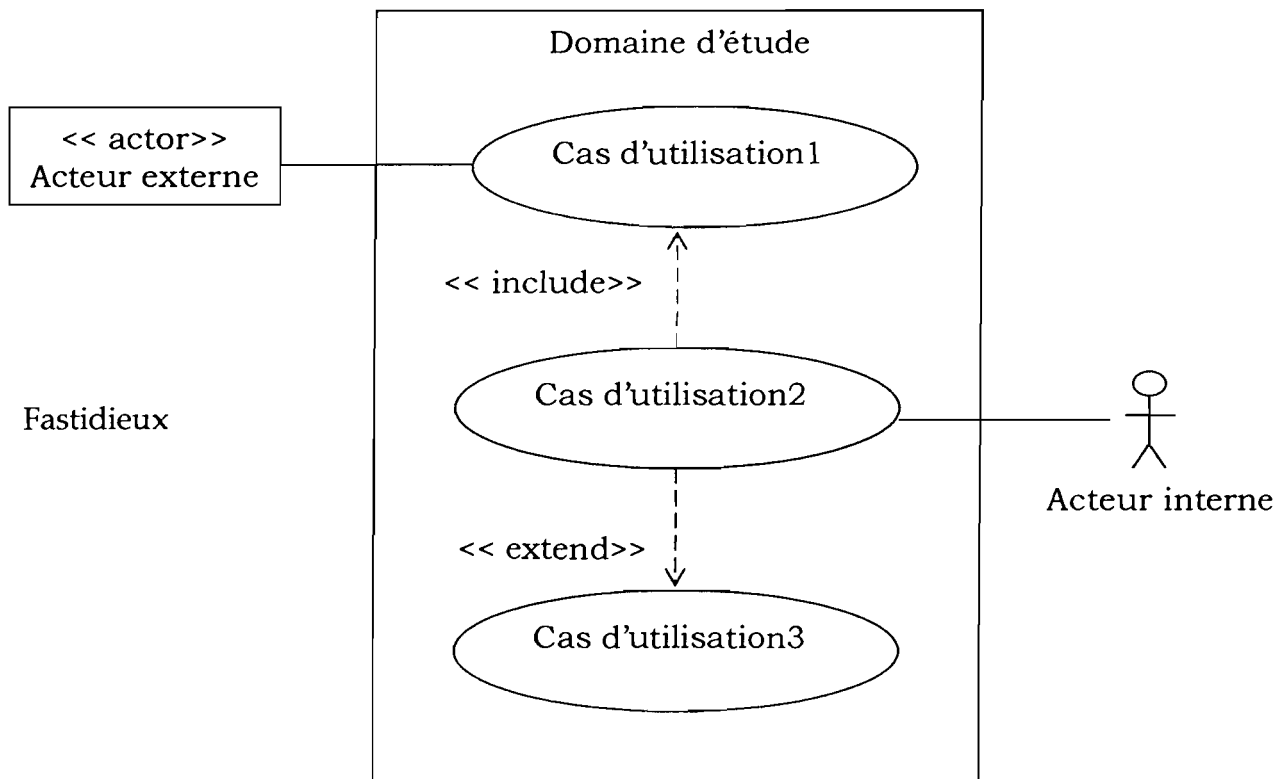 Domaine d'étude
<< actor>>
Acteur externe
Cas d'utilisation1
<< include>>
Cas d'utilisation2
Fastidieux
Acteur interne
<< extend>>
Cas d'utilisation3